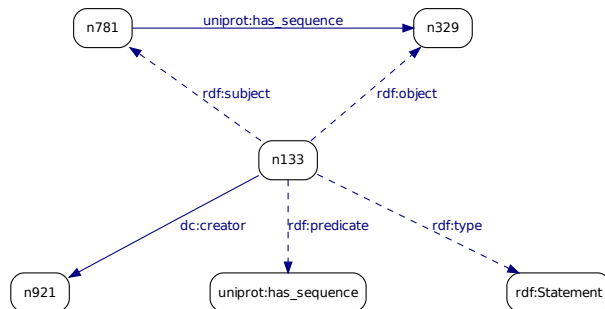 uniprot:has_sequence
n781
n329
rdf:subject
rdf:object
n133
dc:creator
rdf:predicate
rdf:type
n921
uniprot:has_sequence
rdf:Statement